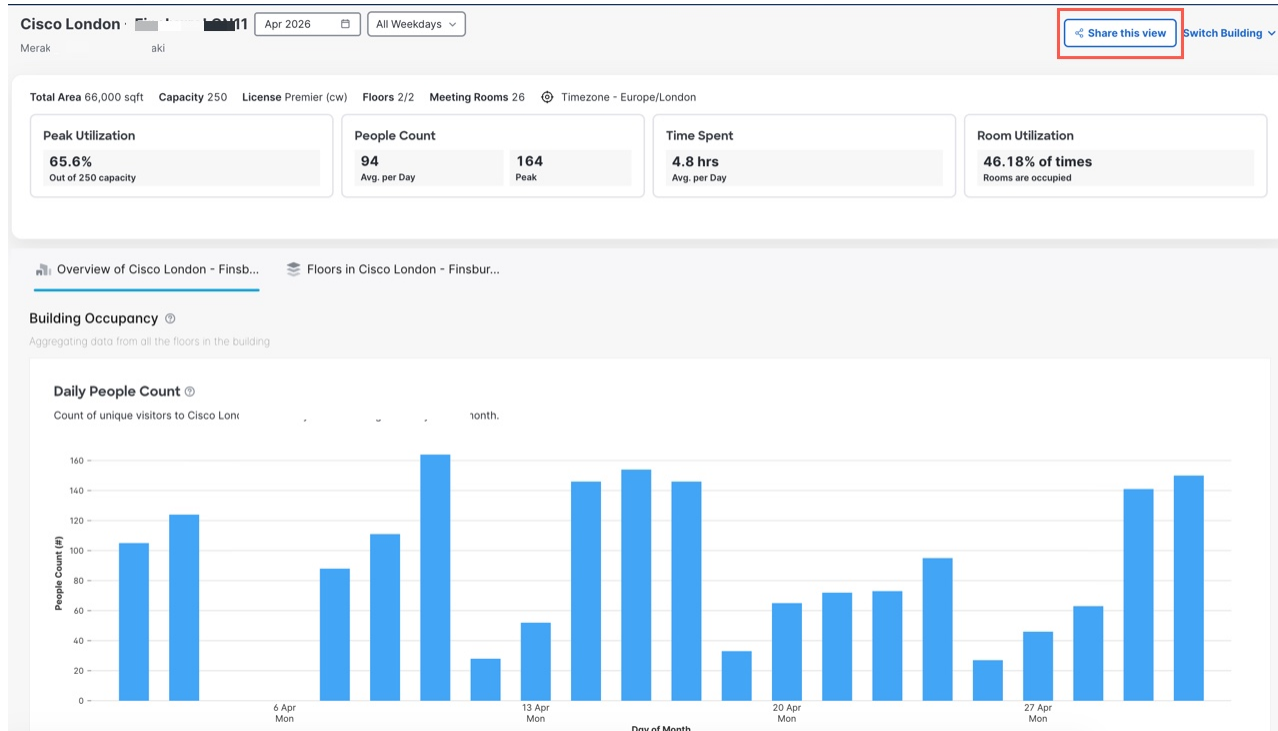 Cisco London
11
Apr 2026
All Weekdays
Share this view
Switch Building
Merak
aki
Total Area 66,000 sqft Capacity 250 License Premier (cw) Floors 2/2 Meeting Rooms 26 Timezone - Europe/London
Peak Utilization
65.6%
Out of 250 capacity
People Count
94
Avg. per Day
164
Peak
Time Spent
4.8 hrs
Avg. per Day
Room Utilization
46.18% of times
Rooms are occupied
Overview of Cisco London - Finsb...
Floors in Cisco London - Finsbur...
Building Occupancy
Aggregating data from all the floors in the building
Daily People Count
Count of unique visitors to Cisco Lon
month.
People Count (#)
160
140
120
100
80
60
40
20
0
6 Apr
Mon
13 Apr
Mon
20 Apr
Mon
27 Apr
Mon
Day of Month